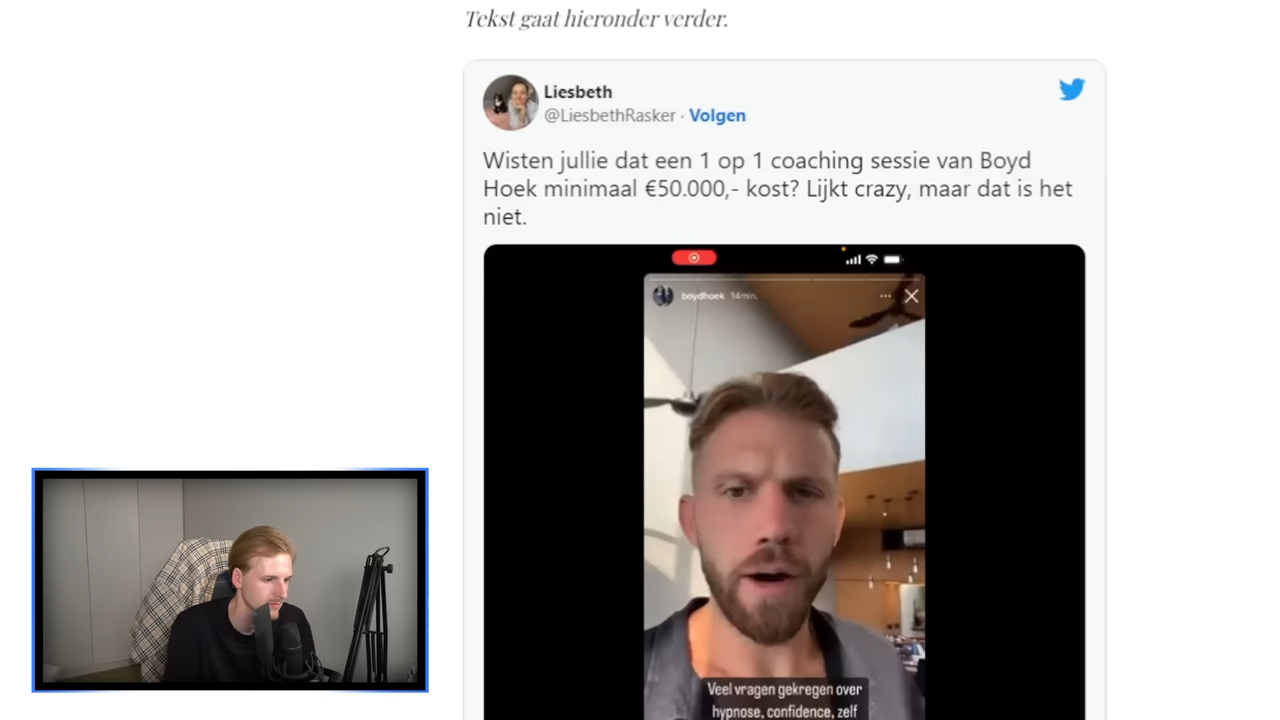 Tekst gaat hieronder verder.
Liesbeth
@LiesbethRasker · Volgen
Wisten jullie dat een 1 op 1 coaching sessie van Boyd
Hoek minimaal €50.000,- kost? Lijkt crazy, maar dat is het
niet.
boydhoek 14min.
Veel vragen gekregen over
hypnose, confidence, zelf